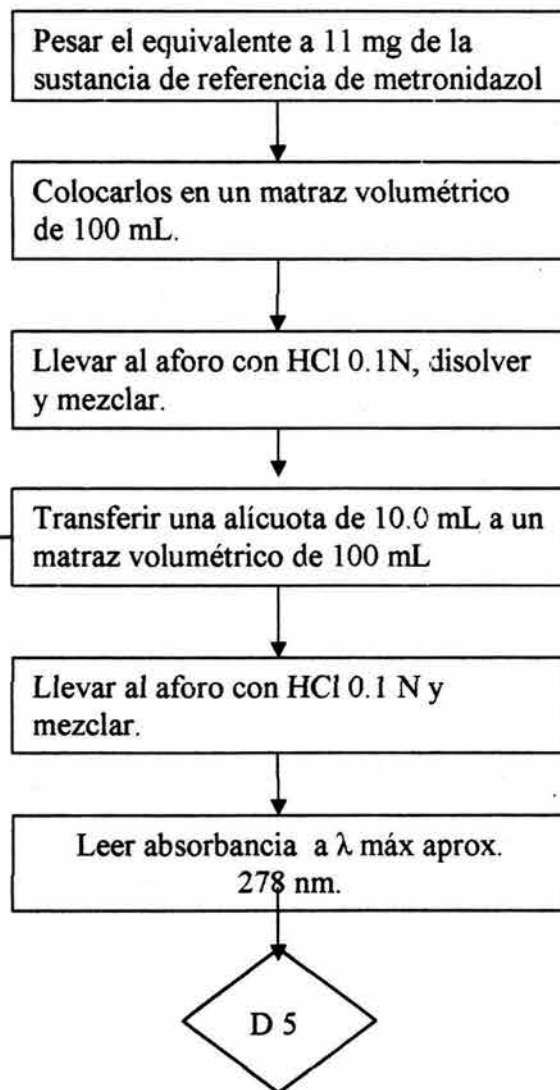 Pesar el equivalente a 11 mg de la
sustancia de referencia de metronidazol
Colocarlos en un matraz volumétrico
de 100 mL.
Llevar al aforo con HCl 0.1N, disolver
y mezclar.
Transferir una alícuota de 10.0 mL a un
matraz volumétrico de 100 mL
Llevar al aforo con HCl 0.1 N y
mezclar.
Leer absorbancia a λ máx aprox.
278 nm.
D 5